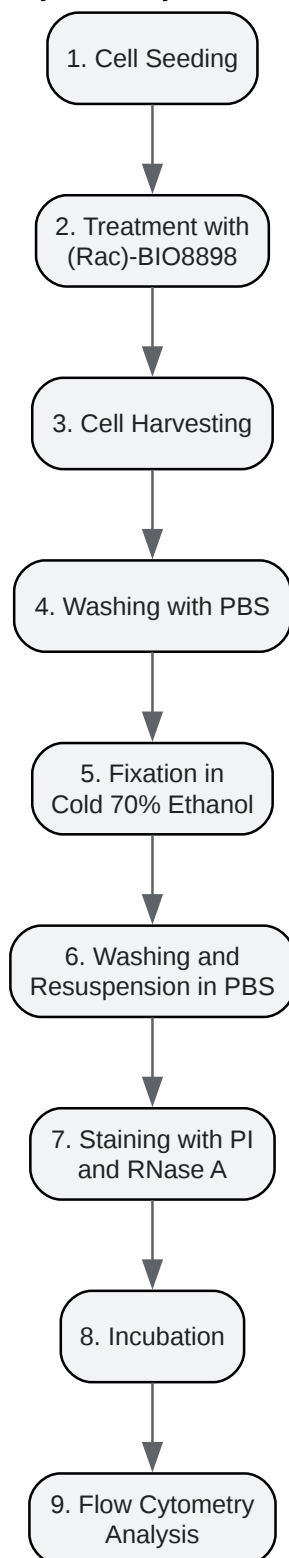 1. Cell Seeding
2. Treatment with
(Rac)-BIO8898
3. Cell Harvesting
4. Washing with PBS
5. Fixation in
Cold 70% Ethanol
6. Washing and
Resuspension in PBS
7. Staining with PI
and RNase A
8. Incubation
9. Flow Cytometry
Analysis